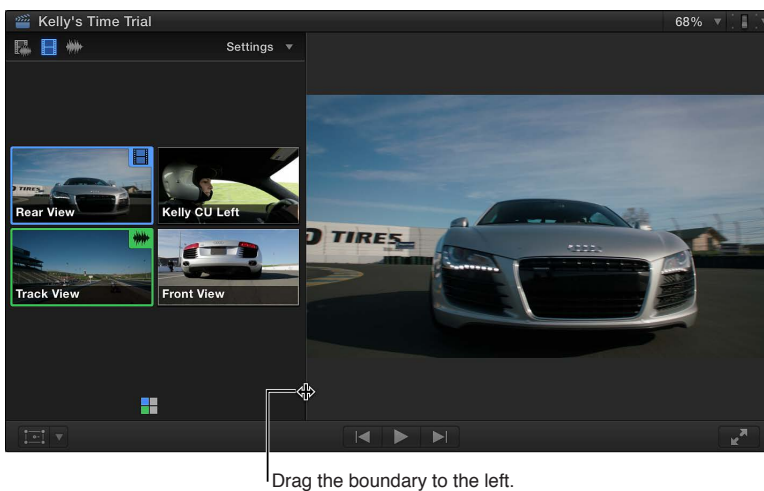 Kelly's Time Trial
68%
Settings
Rear View
Kelly CU Left
Track View
Front View
TIRES
TIRES
Drag the boundary to the left.